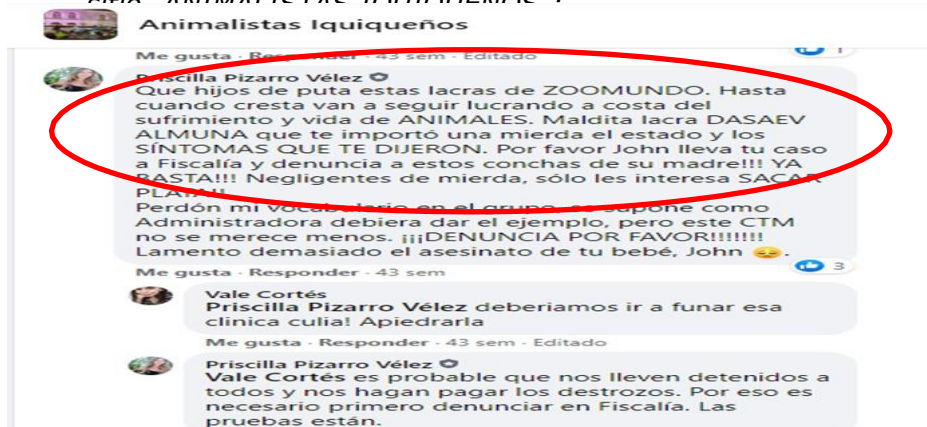 ANIMALISTAS IQUIQUEÑOS
Animalistas Iquiqueños
Me gusta · Responder · 43 sem · Editado
1
Priscilla Pizarro Vélez
Que hijos de puta estas lacras de ZOOMUNDO. Hasta
cuando cresta van a seguir lucrando a costa del
sufrimiento y vida de ANIMALES. Maldita lacra DASAEV
ALMUNA que te importó una mierda el estado y los
SÍNTOMAS QUE TE DIJERON. Por favor John lleva tu caso
a Fiscalía y denuncia a estos conchas de su madre!!! YA
BASTA!!! Negligentes de mierda, sólo les interesa SACAR
PLATA!!
Perdón mi vocabulario en el grupo, se supone como
Administradora debiera dar el ejemplo, pero este CTM
no se merece menos. ¡¡¡DENUNCIA POR FAVOR!!!!!!!
Lamento demasiado el asesinato de tu bebé, John 😔.
Me gusta · Responder · 43 sem
3
Vale Cortés
Priscilla Pizarro Vélez deberiamos ir a funar esa
clinica culia! Apiedrarla
Me gusta · Responder · 43 sem · Editado
Priscilla Pizarro Vélez
Vale Cortés es probable que nos lleven detenidos a
todos y nos hagan pagar los destrozos. Por eso es
necesario primero denunciar en Fiscalía. Las
pruebas están.